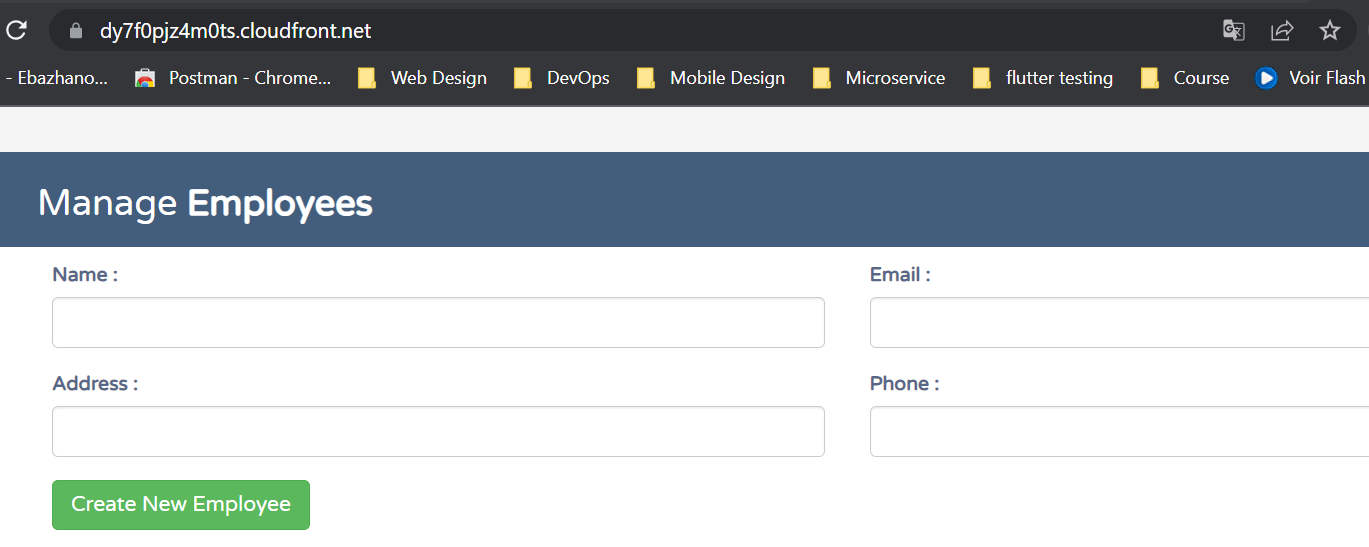 dy7f0pjz4m0ts.cloudfront.net
- Ebazhano... Postman - Chrome... Web Design DevOps Mobile Design Microservice flutter testing Course Voir Flash
Manage Employees
Name : Email :
Address : Phone :
Create New Employee